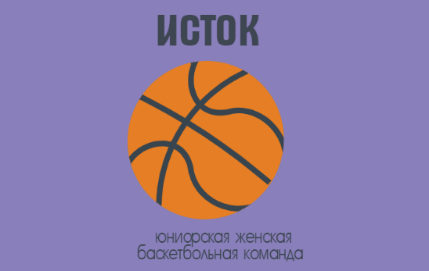 ИСТОК
юниорская женская
баскетбольная команда